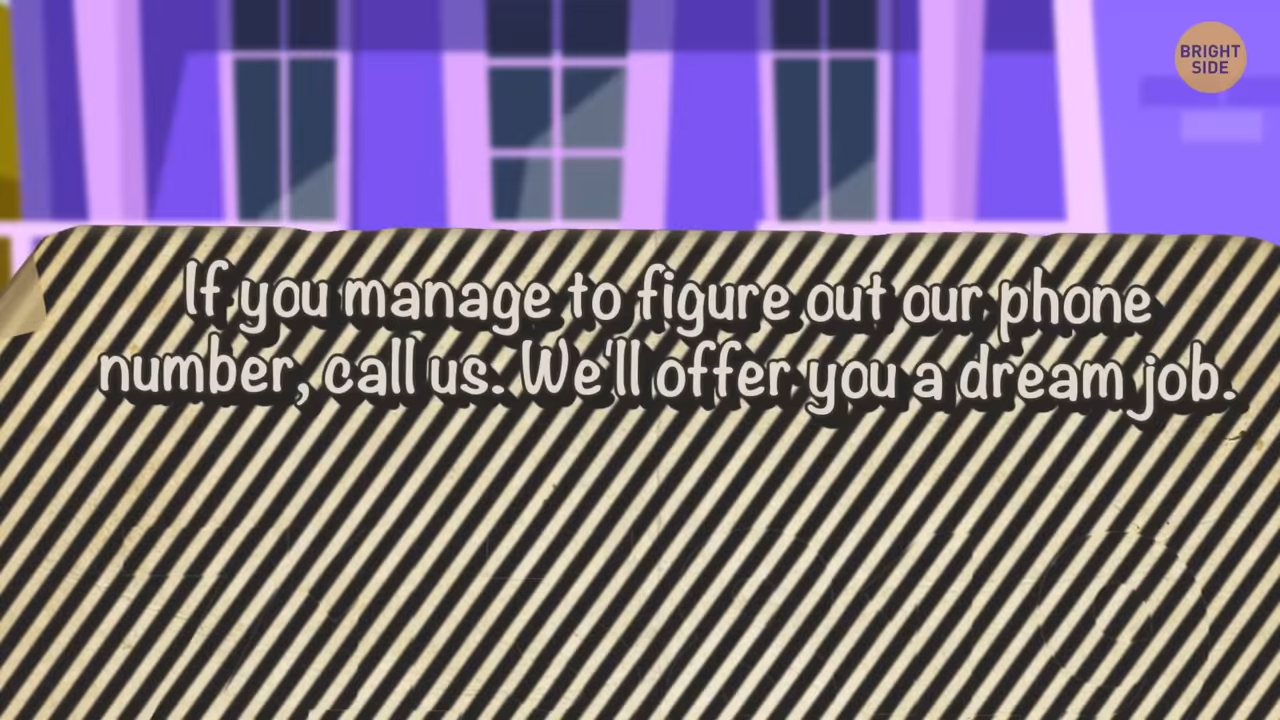 BRIGHT
SIDE
If you manage to figure out our phone
number, call us. We'll offer you a dream job.